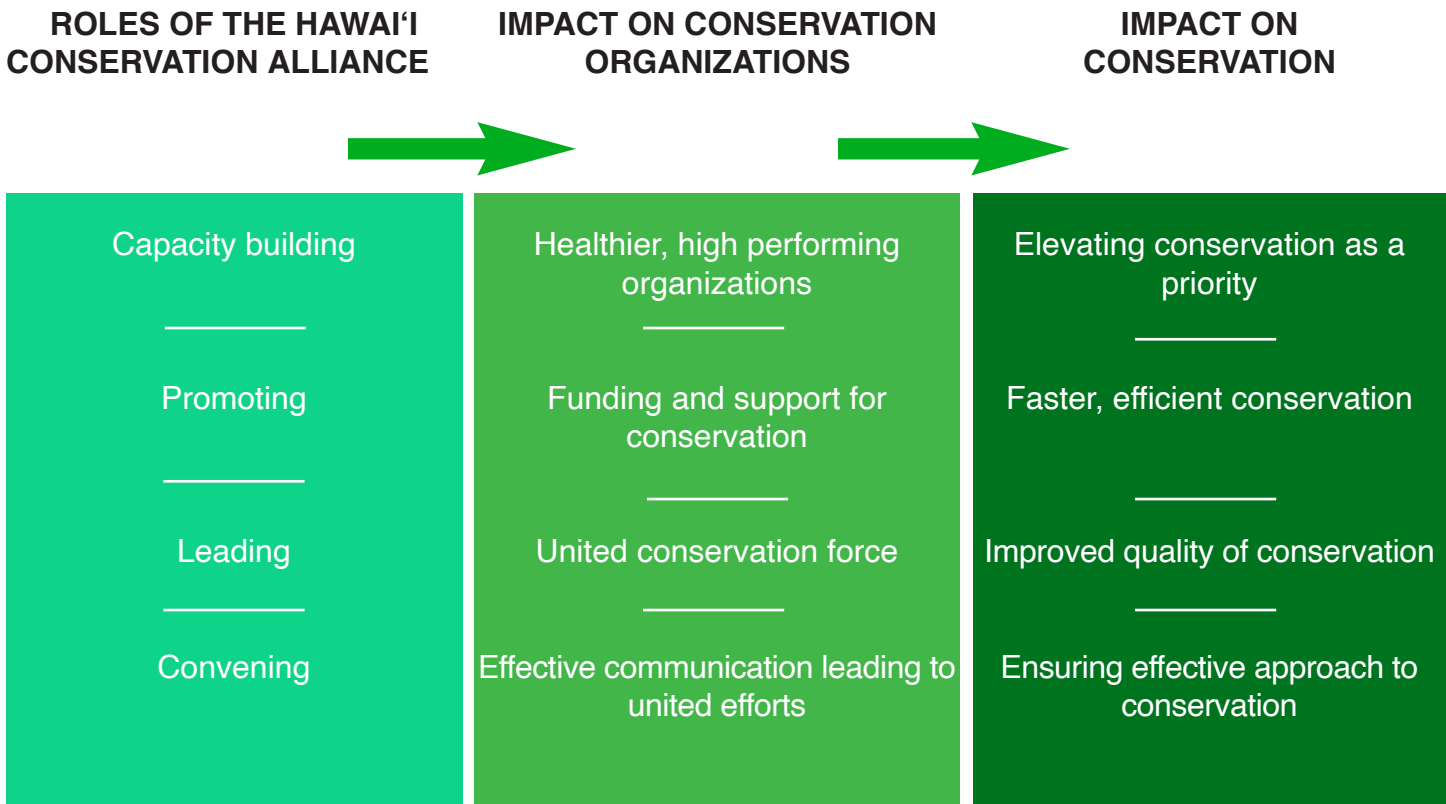 ROLES OF THE HAWAI‘I
CONSERVATION ALLIANCE
IMPACT ON CONSERVATION
ORGANIZATIONS
IMPACT ON
CONSERVATION
Capacity building
Promoting
Leading
Convening
Healthier, high performing
organizations
Funding and support for
conservation
United conservation force
Effective communication leading to
united efforts
Elevating conservation as a
priority
Faster, efficient conservation
Improved quality of conservation
Ensuring effective approach to
conservation